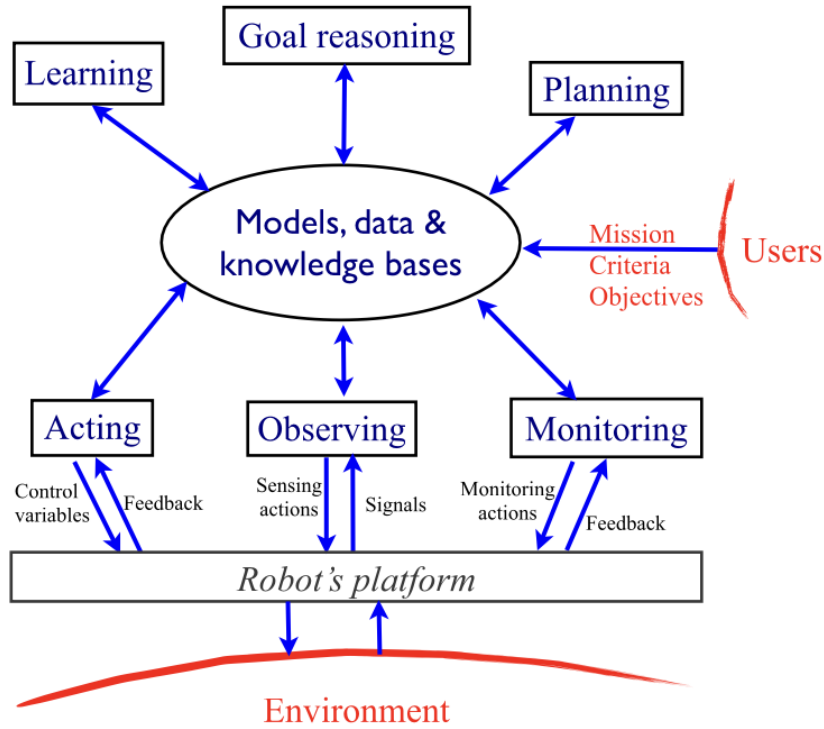 Goal reasoning
Learning
Planning
Models, data &
knowledge bases
Mission
Criteria
Objectives
Users
Acting
Observing
Monitoring
Control
variables
Feedback
Sensing
actions
Signals
Monitoring
actions
Feedback
Robot’s platform
Environment